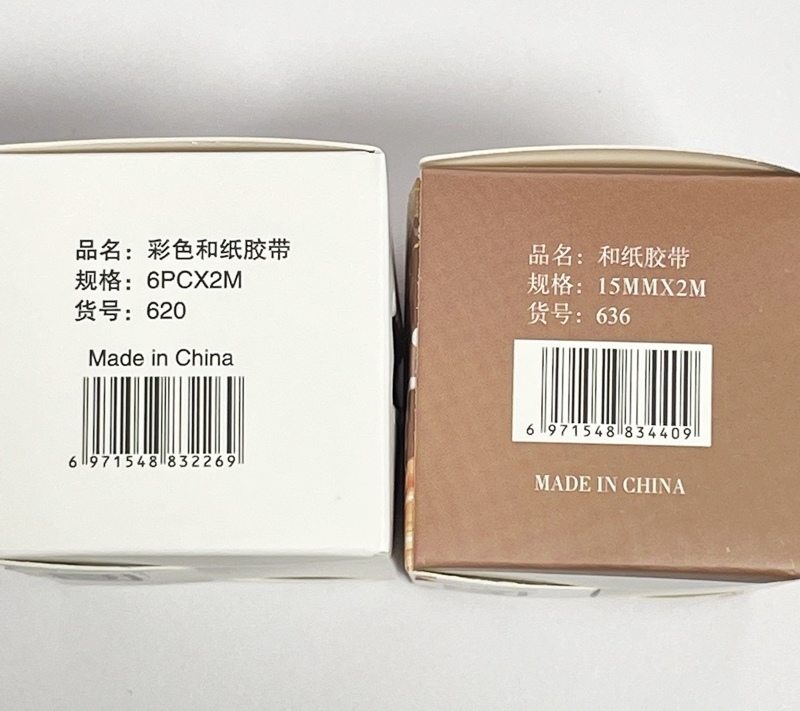 品名：彩色和纸胶带
规格：6PCX2M
货号：620
Made in China
6 971548 832269
品名：和纸胶带
规格：15MMX2M
货号：636
6 971548 834409
MADE IN CHINA